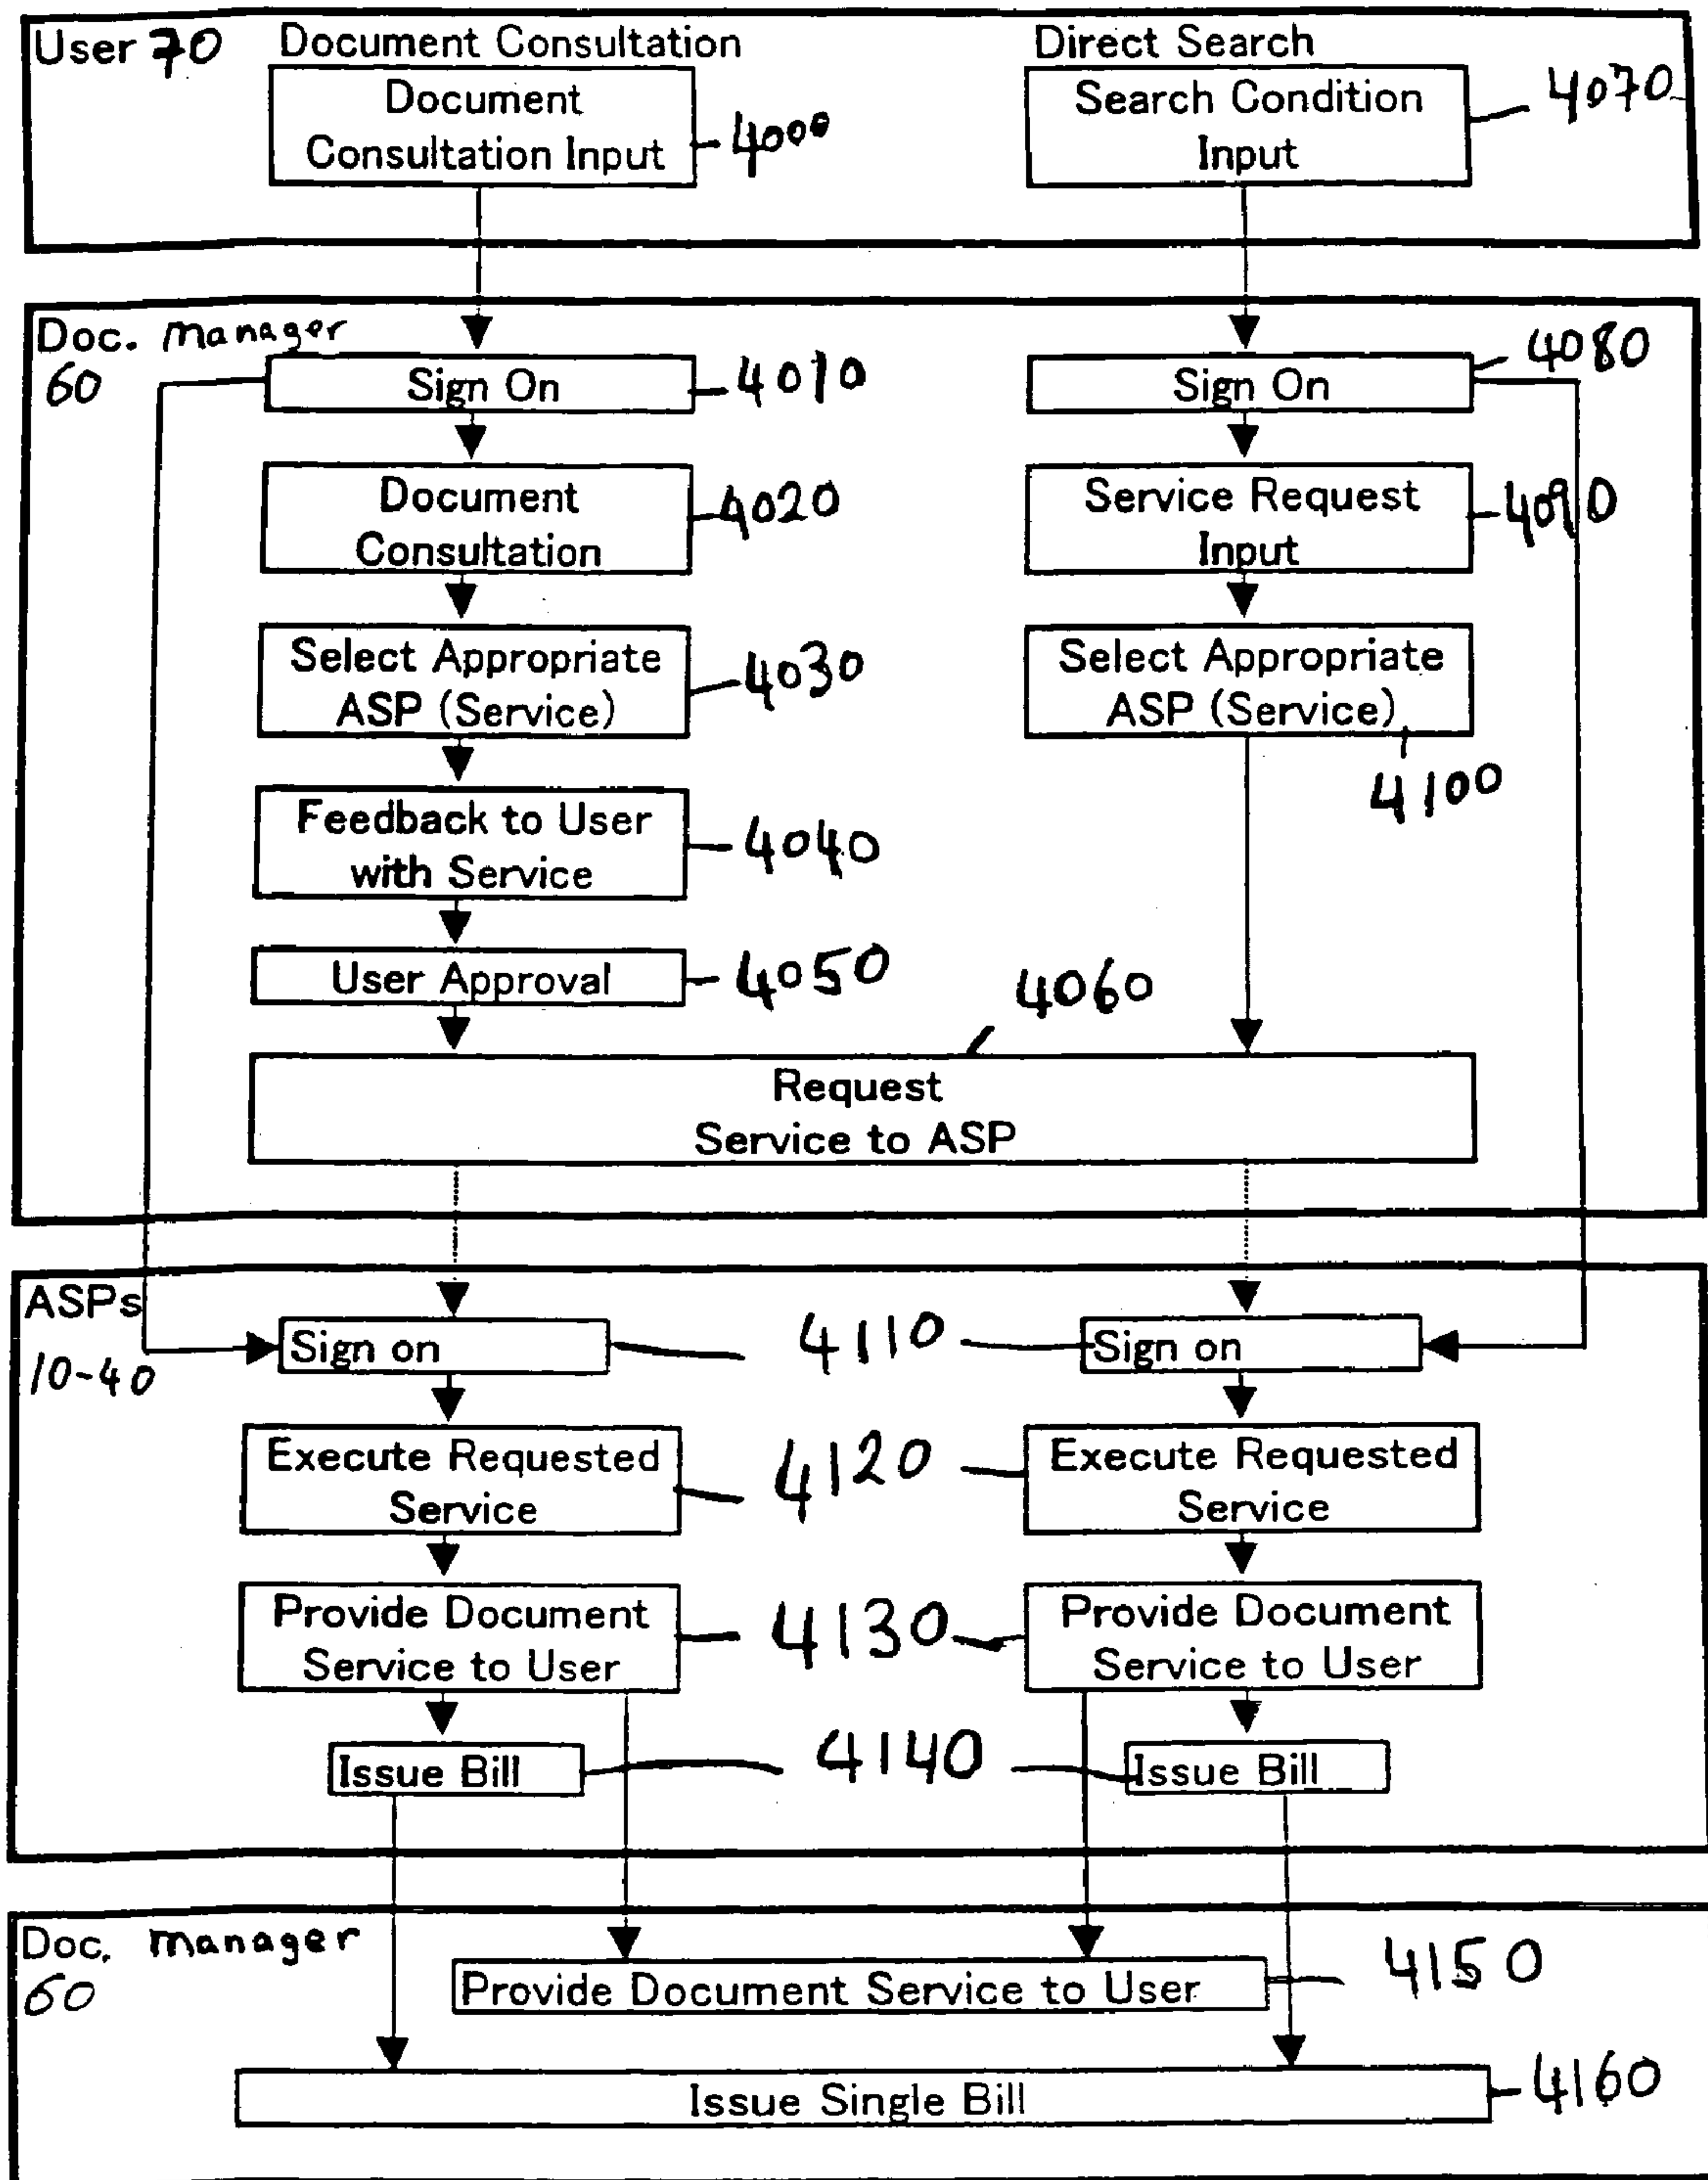 User 70
Document Consultation
Direct Search
Document
Consultation Input
4000
Search Condition
Input
4070
Doc. manager
60
Sign On
4010
Sign On
4080
Document
Consultation
4020
Service Request
Input
4090
Select Appropriate
ASP (Service)
4030
Select Appropriate
ASP (Service)
4100
Feedback to User
with Service
4040
User Approval
4050
4060
Request
Service to ASP
ASPs
10-40
Sign on
4110
Sign on
Execute Requested
Service
4120
Execute Requested
Service
Provide Document
Service to User
4130
Provide Document
Service to User
Issue Bill
4140
Issue Bill
Doc. manager
60
Provide Document Service to User
4150
Issue Single Bill
4160